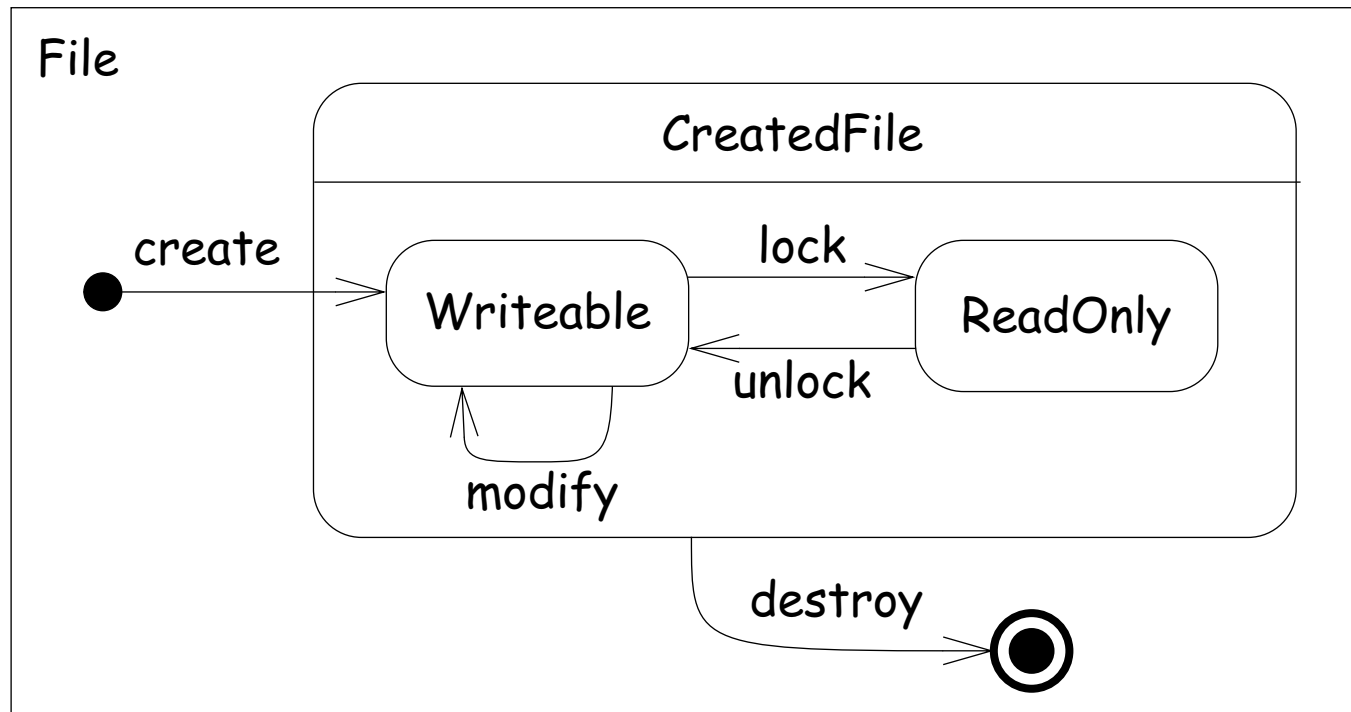 File
CreatedFile
create
lock
Writeable
ReadOnly
unlock
modify
destroy